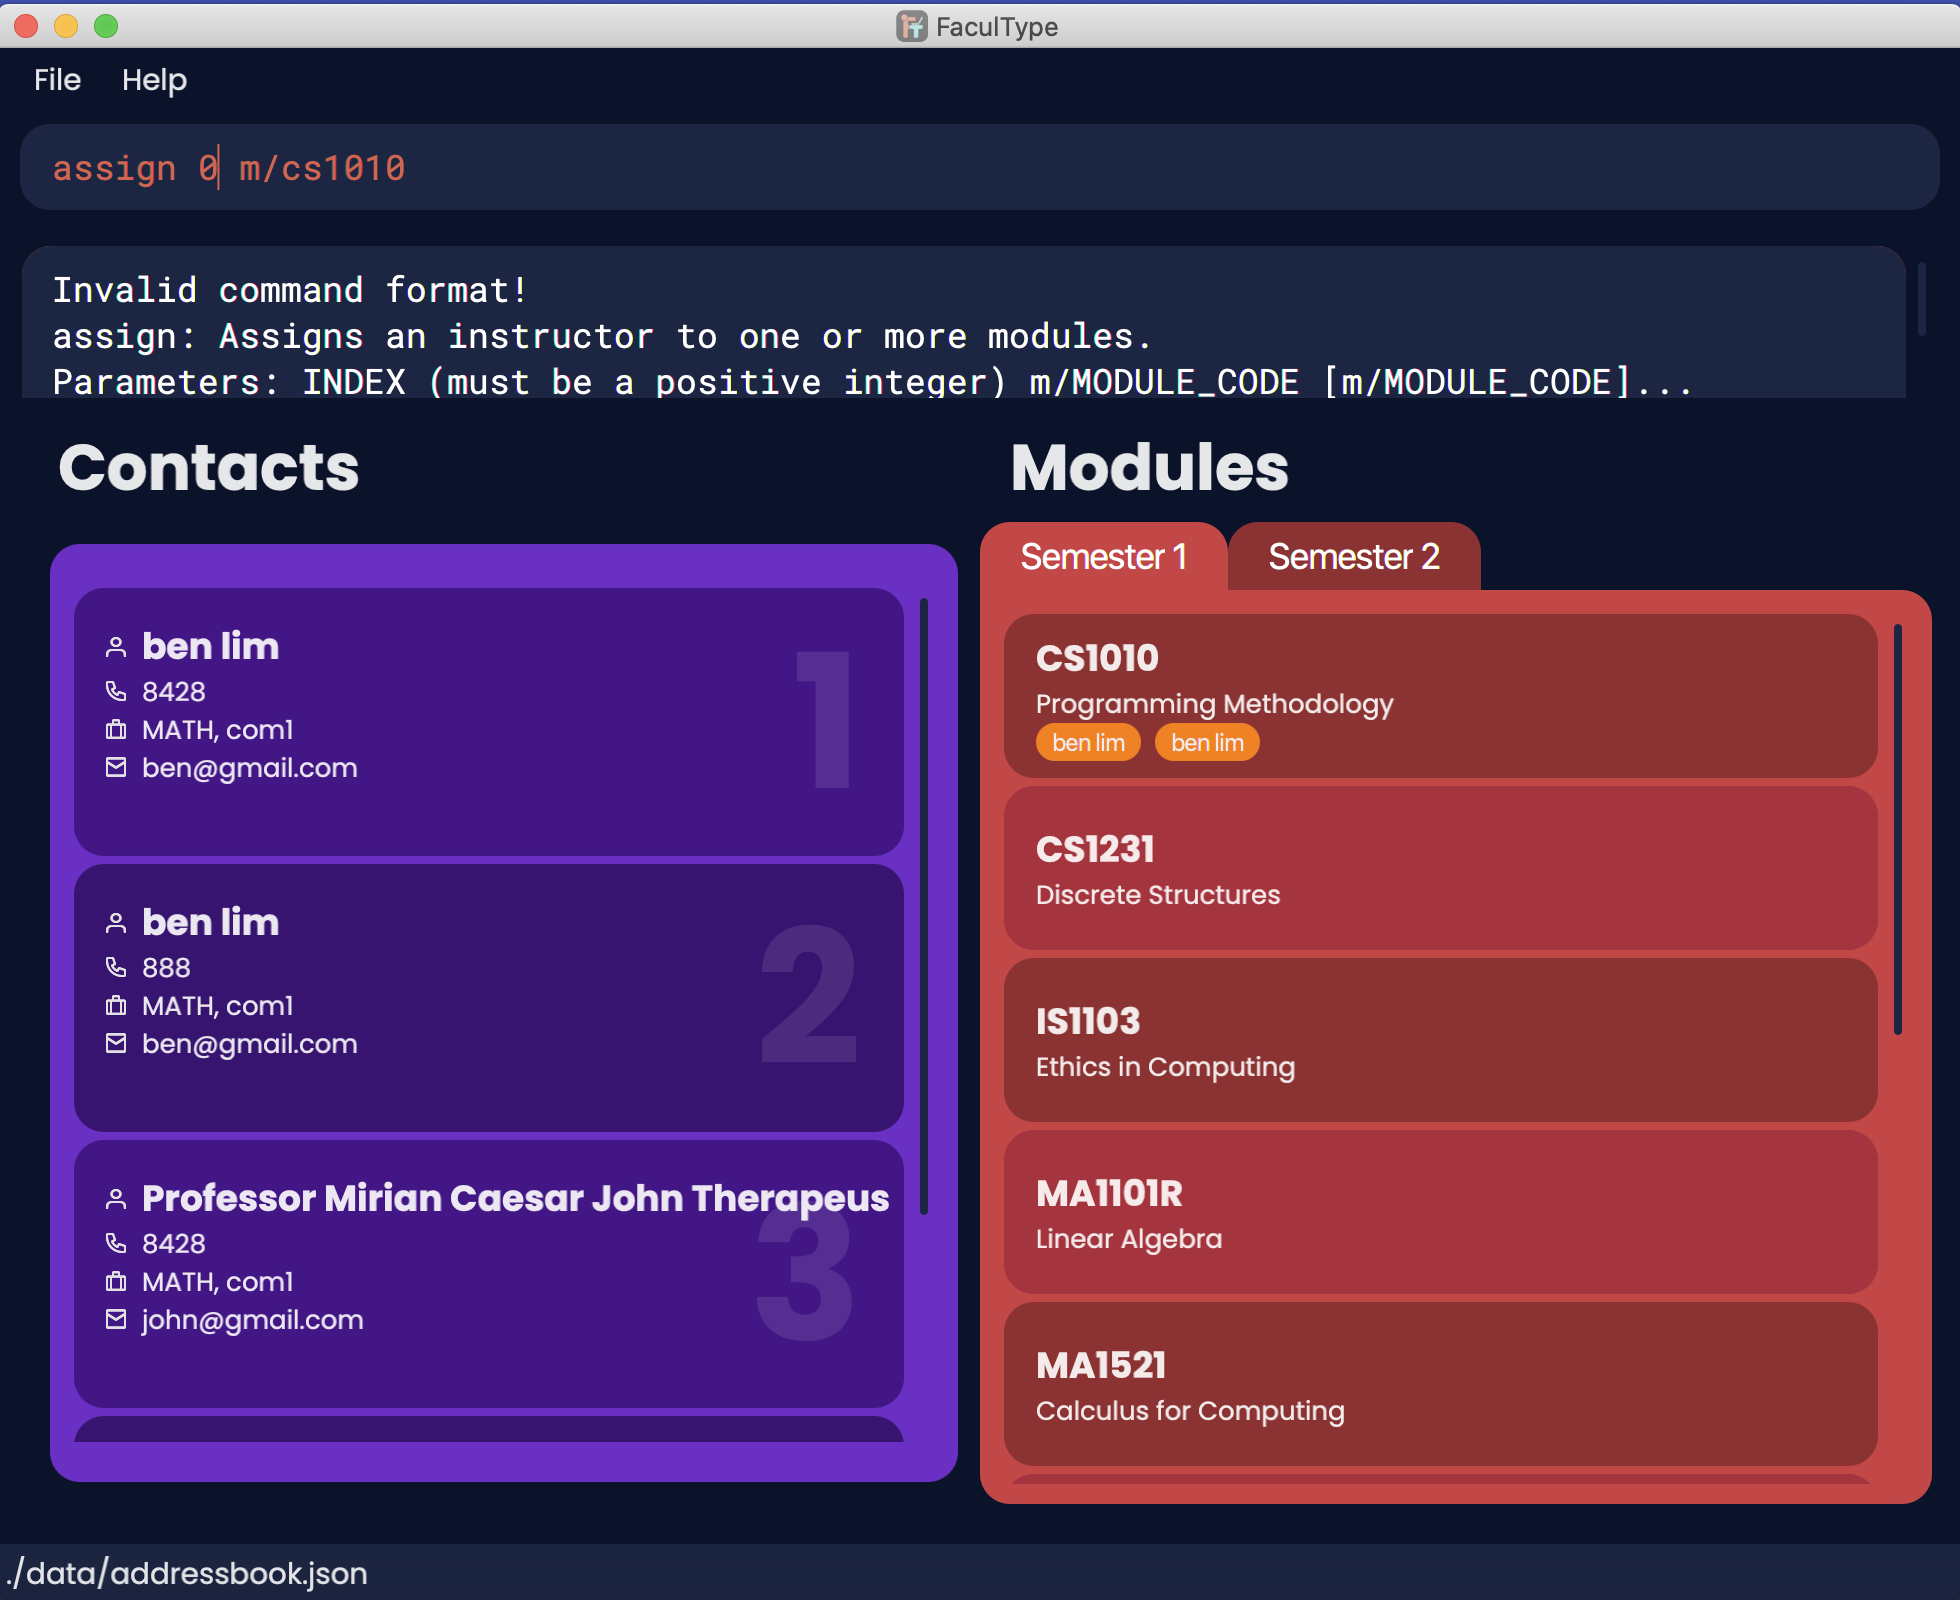 FaculType
File Help
assign 0 m/cs1010
Invalid command format!
assign: Assigns an instructor to one or more modules.
Parameters: INDEX (must be a positive integer) m/MODULE_CODE [m/MODULE_CODE]...
Contacts
ben lim
8428
MATH, com1
ben@gmail.com
1
ben lim
888
MATH, com1
ben@gmail.com
2
Professor Mirian Caesar John Therapeus
8428
MATH, com1
john@gmail.com
3
Modules
Semester 1 Semester 2
CS1010
Programming Methodology
ben lim ben lim
CS1231
Discrete Structures
IS1103
Ethics in Computing
MA1101R
Linear Algebra
MA1521
Calculus for Computing
./data/addressbook.json